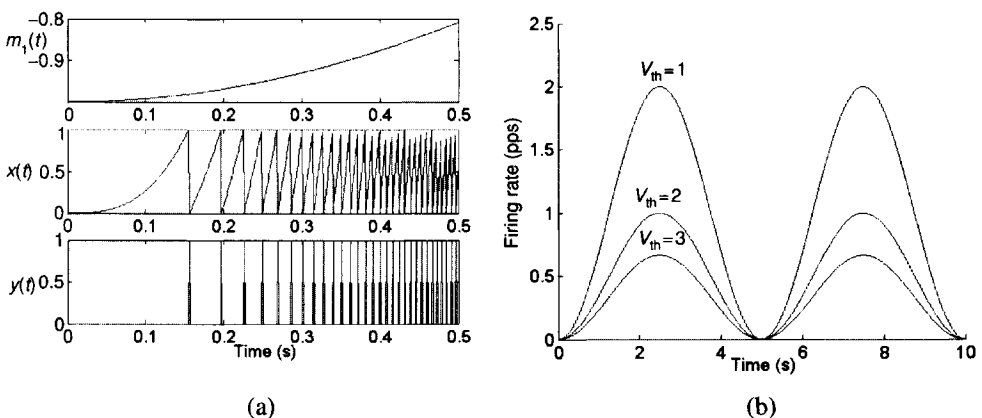 −0.8
m1(t)
−0.9
0 0.1 0.2 0.3 0.4 0.5
1
x(t) 0.5
0
0 0.1 0.2 0.3 0.4 0.5
1
y(t) 0.5
0
0 0.1 0.2 0.3 0.4 0.5
Time (s)
(a)
2.5
2
1.5
1
0.5
0
Firing rate (pps)
Vth=1
Vth=2
Vth=3
0 2 4 6 8 10
Time (s)
(b)